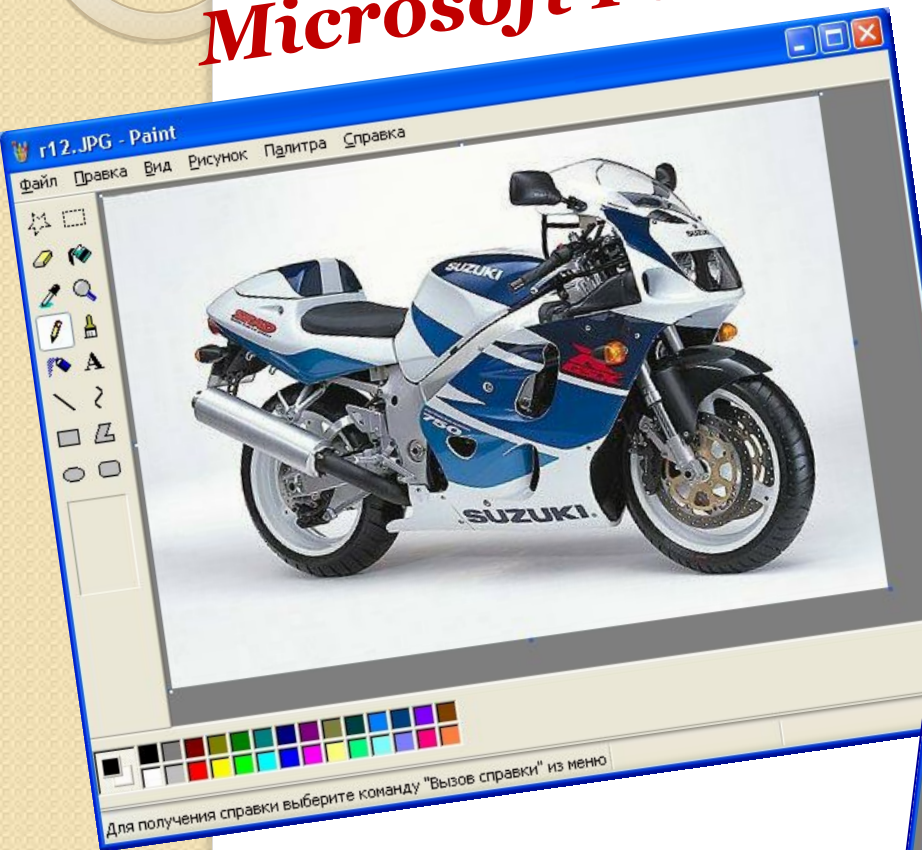 Microsoft
r12.JPG - Paint
Файл Правка Вид Рисунок Палитра Справка
A
SUZUKI
SUZUKI
750
SUZUKI
Для получения справки выберите команду "Вызов справки" из меню